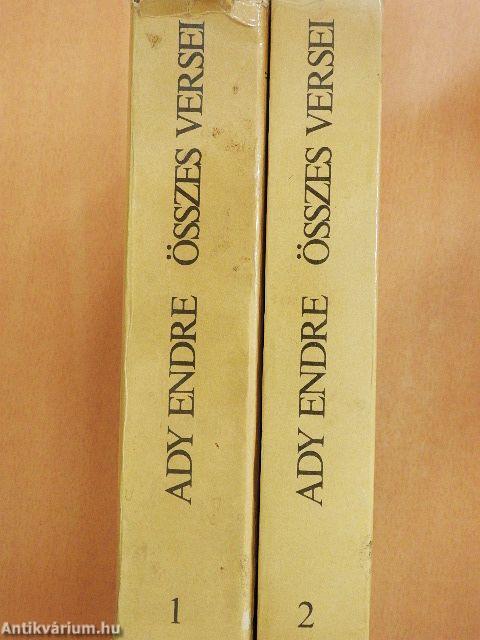 ADY ENDRE ÖSSZES VERSEI
1
ADY ENDRE ÖSSZES VERSEI
2
Antikvárium.hu